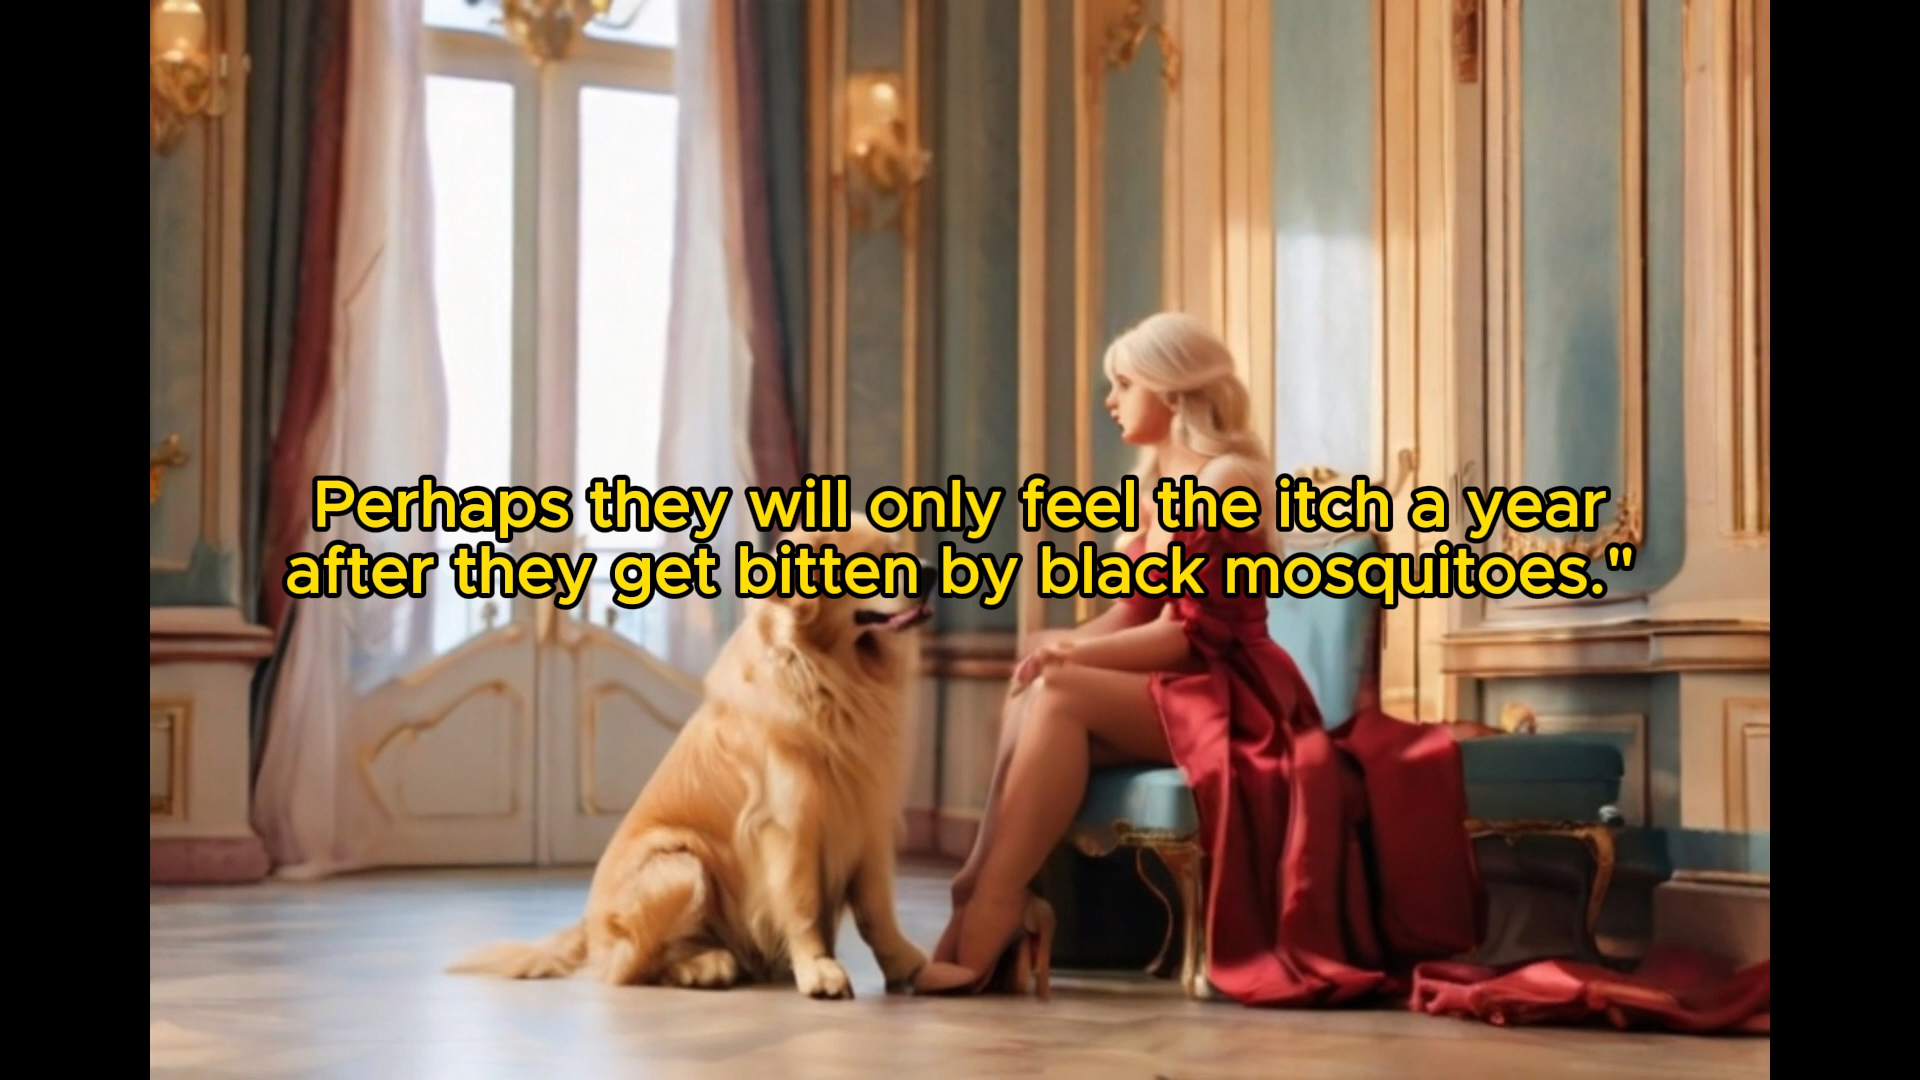 Perhaps they will only feel the itch a year
after they get bitten by black mosquitoes."